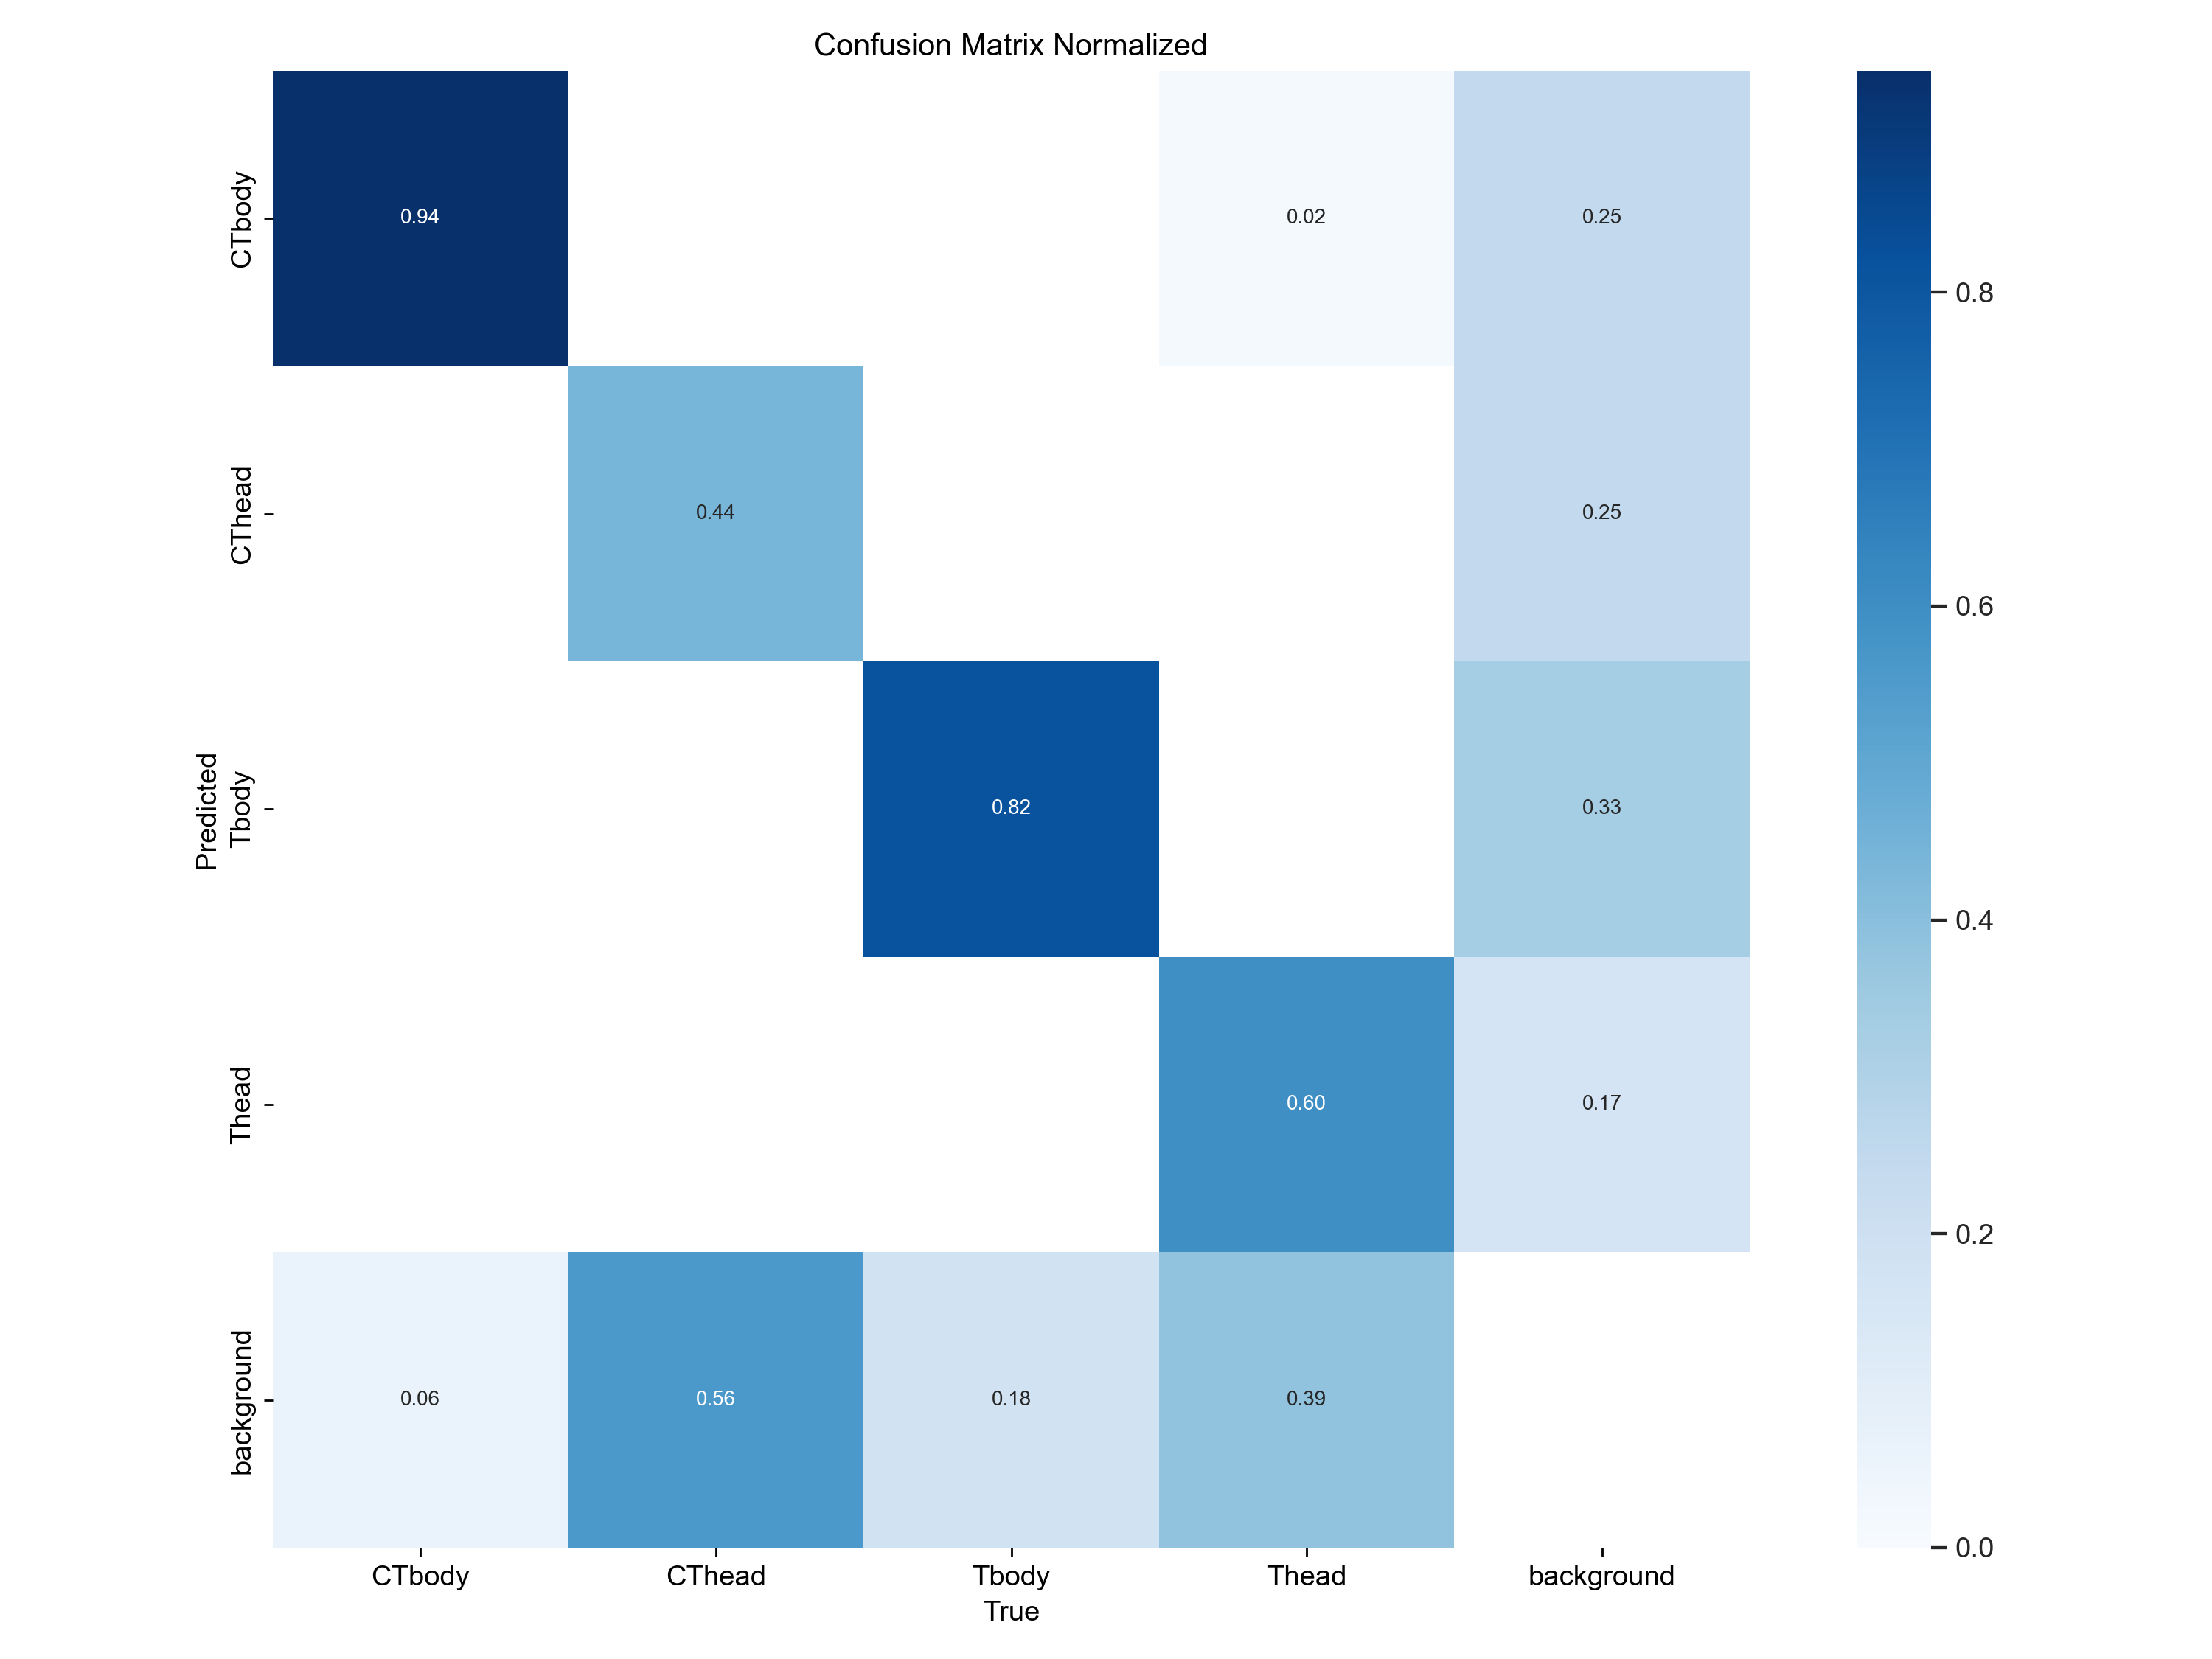 Confusion Matrix Normalized
CTbody
0.94
0.02
0.25
0.8
CThead
0.44
0.25
0.6
Predicted
Tbody
0.82
0.33
0.4
Thead
0.60
0.17
0.2
background
0.06
0.56
0.18
0.39
0.0
CTbody
CThead
Tbody
Thead
background
True